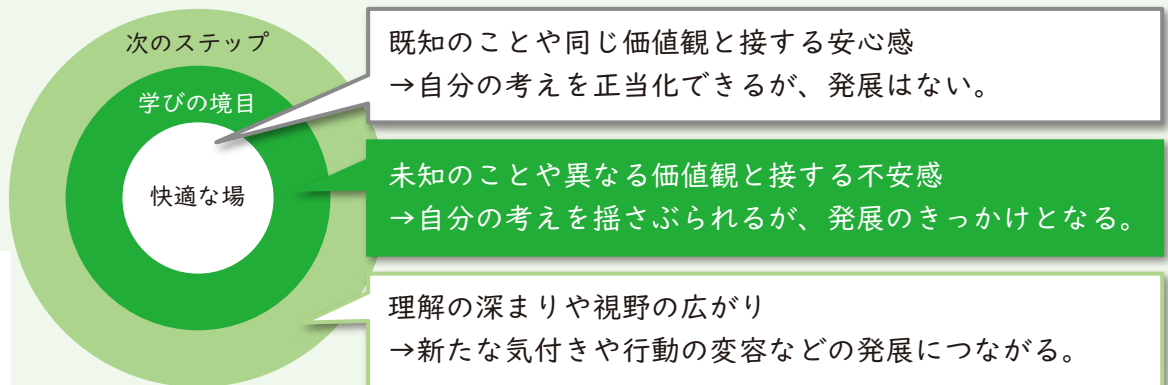 次のステップ
学びの境目
快適な場
既知のことや同じ価値観と接する安心感
→自分の考えを正当化できるが、発展はない。
未知のことや異なる価値観と接する不安感
→自分の考えを揺さぶられるが、発展のきっかけとなる。
理解の深まりや視野の広がり
→新たな気付きや行動の変容などの発展につながる。